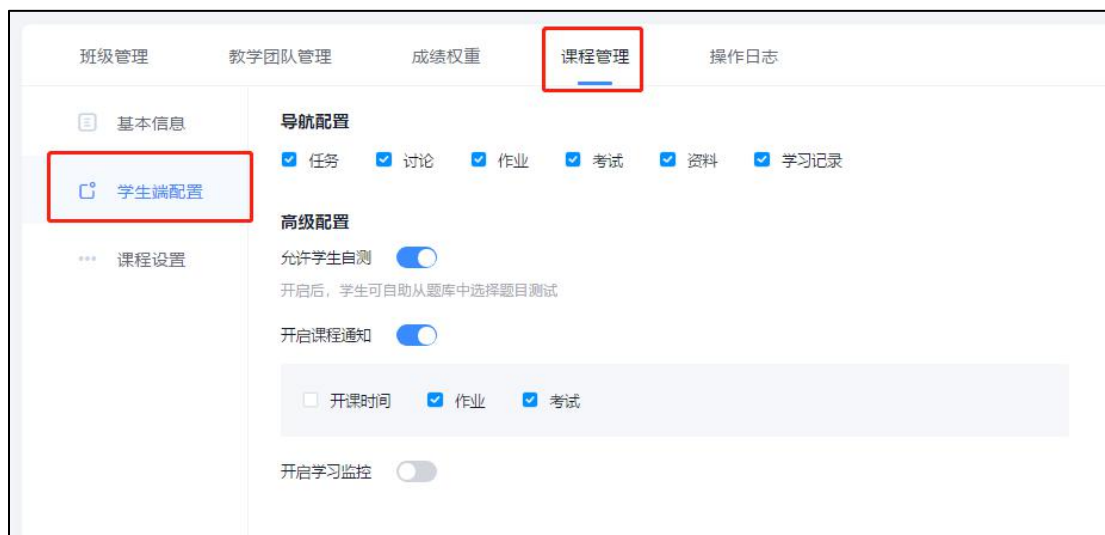 班级管理 教学团队管理 成绩权重 课程管理 操作日志
基本信息
学生端配置
课程设置
导航配置
任务 讨论 作业 考试 资料 学习记录
高级配置
允许学生自测
开启后，学生可自助从题库中选择题目测试
开启课程通知
开课时间 作业 考试
开启学习监控